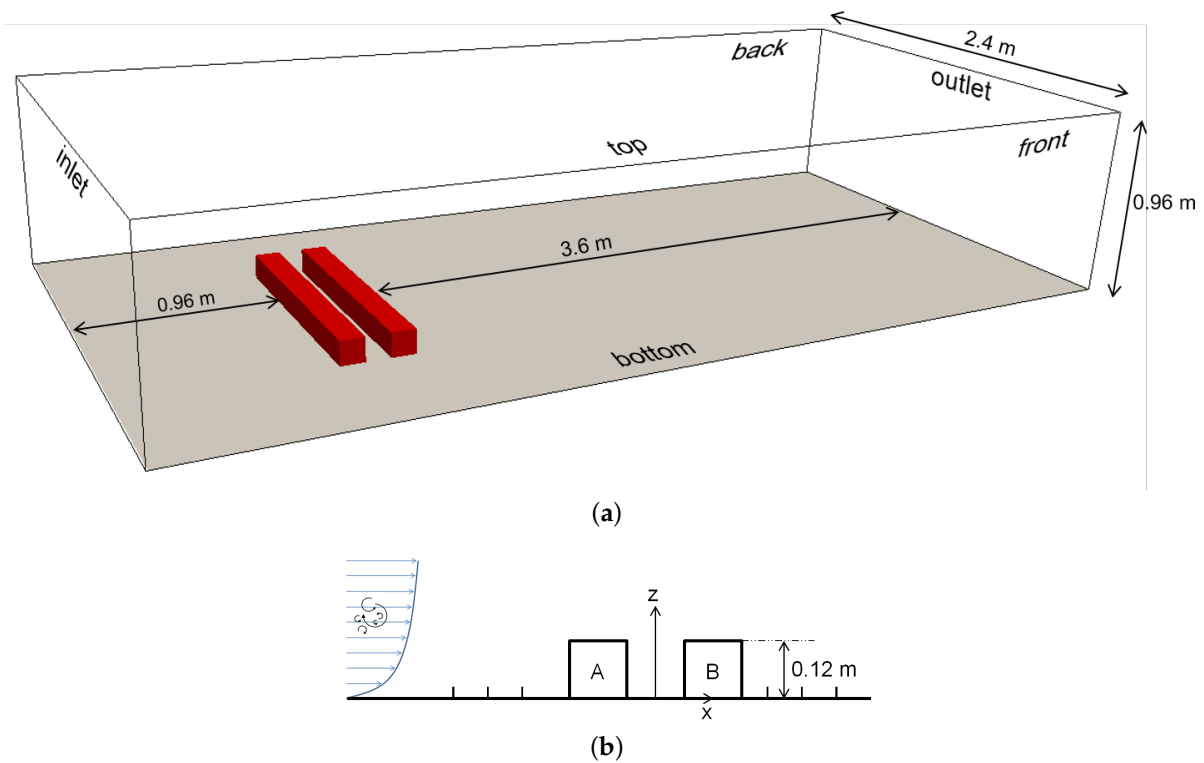 back
2.4 m
outlet
top
front
inlet
0.96 m
3.6 m
0.96 m
bottom
(a)
z
A
B
0.12 m
x
(b)